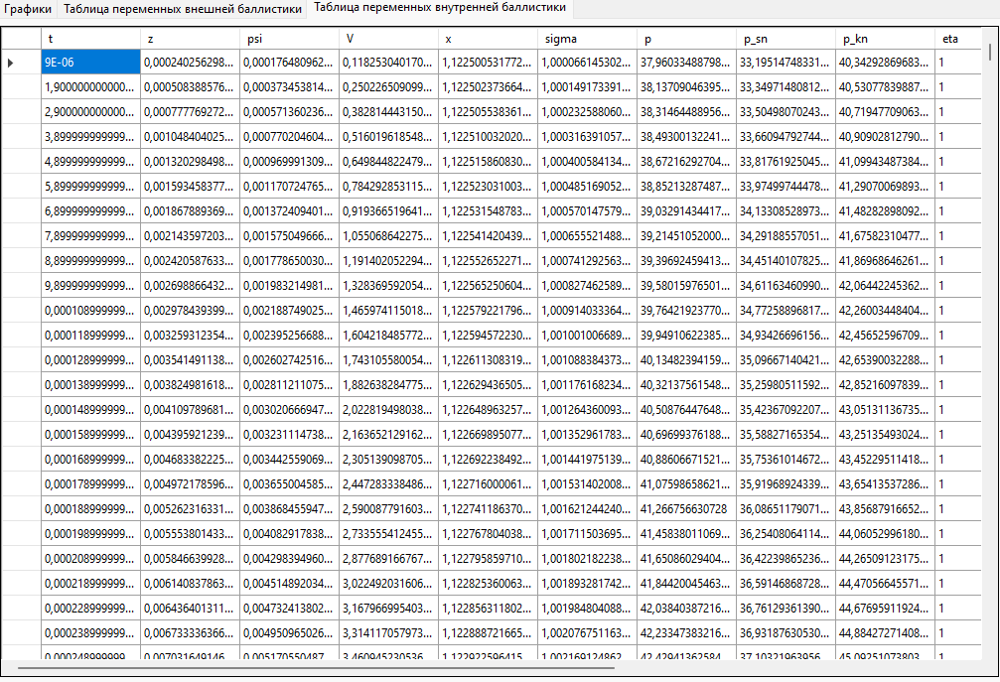 Графики Таблица переменных внешней баллистики Таблица переменных внутренней баллистики
t z psi V x sigma p p_sn p_kn eta
9E-06 0,000240256298... 0,000176480962... 0,118253040170... 1,122500531772... 1,000066145302... 37,96033488798... 33,19514748331... 40,34292869683... 1
1,900000000000... 0,000508388576... 0,000373453814... 0,250226509099... 1,122502373664... 1,000149173391... 38,13709046395... 33,34971480812... 40,53077839887... 1
2,900000000000... 0,000777769272... 0,000571360236... 0,382814443150... 1,122505538361... 1,000232588060... 38,31464488956... 33,50498070243... 40,71947709063... 1
3,899999999999... 0,001048404025... 0,000770204604... 0,516019618548... 1,122510032020... 1,000316391057... 38,49300132241... 33,66094792744... 40,90902812790... 1
4,899999999999... 0,001320298498... 0,000969991309... 0,649844822479... 1,122515860830... 1,000400584134... 38,67216292704... 33,81761925045... 41,09943487384... 1
5,899999999999... 0,001593458377... 0,001170724765... 0,784292853115... 1,122523031003... 1,000485169052... 38,85213287487... 33,97499744478... 41,29070069893... 1
6,899999999999... 0,001867889369... 0,001372409401... 0,919366519641... 1,122531548783... 1,000570147579... 39,03291434417... 34,13308528973... 41,48282898092... 1
7,899999999999... 0,002143597203... 0,001575049666... 1,055068642275... 1,122541420439... 1,000655521488... 39,21451052000... 34,29188557051... 41,67582310477... 1
8,899999999999... 0,002420587633... 0,001778650030... 1,191402052294... 1,122552652271... 1,000741292563... 39,39692459413... 34,45140107825... 41,86968646261... 1
9,899999999999... 0,002698866432... 0,001983214981... 1,328369592054... 1,122565250604... 1,000827462589... 39,58015976501... 34,61163460990... 42,06442245362... 1
0,000108999999... 0,002978439399... 0,002188749025... 1,465974115018... 1,122579221796... 1,000914033364... 39,76421923770... 34,77258896817... 42,26003448404... 1
0,000118999999... 0,003259312354... 0,002395256688... 1,604218485772... 1,122594572230... 1,001001006689... 39,94910622385... 34,93426696156... 42,45652596709... 1
0,000128999999... 0,003541491138... 0,002602742516... 1,743105580054... 1,122611308319... 1,001088384373... 40,13482394159... 35,09667140421... 42,65390032288... 1
0,000138999999... 0,003824981618... 0,002811211075... 1,882638284775... 1,122629436505... 1,001176168234... 40,32137561548... 35,25980511592... 42,85216097839... 1
0,000148999999... 0,004109789681... 0,003020666947... 2,022819498038... 1,122648963257... 1,001264360093... 40,50876447648... 35,42367092207... 43,05131136735... 1
0,000158999999... 0,004395921239... 0,003231114738... 2,163652129162... 1,122669895077... 1,001352961783... 40,69699376188... 35,58827165354... 43,25135493024... 1
0,000168999999... 0,004683382225... 0,003442559069... 2,305139098705... 1,122692238492... 1,001441975139... 40,88606671521... 35,75361014672... 43,45229511418... 1
0,000178999999... 0,004972178596... 0,003655004585... 2,447283338486... 1,122716000061... 1,001531402008... 41,07598658621... 35,91968924339... 43,65413537286... 1
0,000188999999... 0,005262316331... 0,003868455947... 2,590087791603... 1,122741186370... 1,001621244240... 41,266756630728 36,08651179071... 43,85687916652... 1
0,000198999999... 0,005553801433... 0,004082917838... 2,733555412455... 1,122767804038... 1,001711503695... 41,45838011069... 36,25408064114... 44,06052996180... 1
0,000208999999... 0,005846639928... 0,004298394960... 2,877689166767... 1,122795859710... 1,001802182238... 41,65086029404... 36,42239865236... 44,26509123175... 1
0,000218999999... 0,006140837863... 0,004514892034... 3,022492031606... 1,122825360063... 1,001893281742... 41,84420045463... 36,59146868728... 44,47056645571... 1
0,000228999999... 0,006436401311... 0,004732413802... 3,167966995403... 1,122856311802... 1,001984804088... 42,03840387216... 36,76129361390... 44,67695911924... 1
0,000238999999... 0,006733336366... 0,004950965026... 3,314117057973... 1,122888721665... 1,002076751163... 42,23347383216... 36,93187630530... 44,88427271408... 1
0,000248999999... 0,007031649146... 0,005170550487... 3,460945230536... 1,122922596415... 1,002169124862... 42,42941362584... 37,10321963956... 45,09251073803... 1